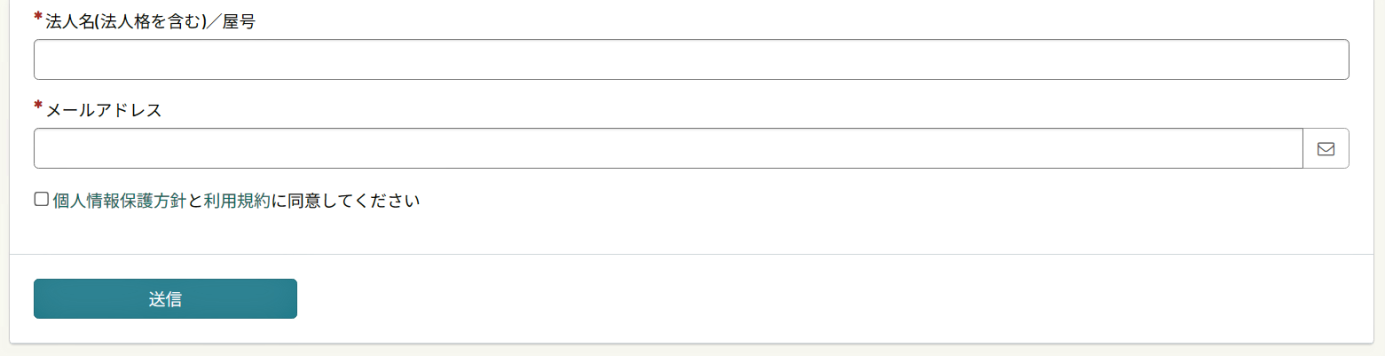 *法人名(法人格を含む)／屋号
*メールアドレス
個人情報保護方針と利用規約に同意してください
送信